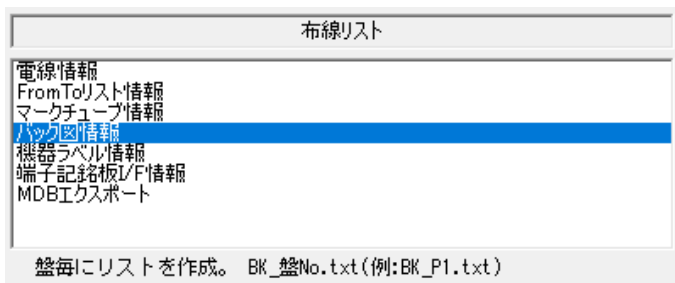 布線リスト
電線情報
FromToリスト情報
マークチューブ情報
バック図情報
機器ラベル情報
端子記銘板I/F情報
MDBエクスポート
盤毎にリストを作成。 BK_盤No.txt(例:BK_P1.txt)